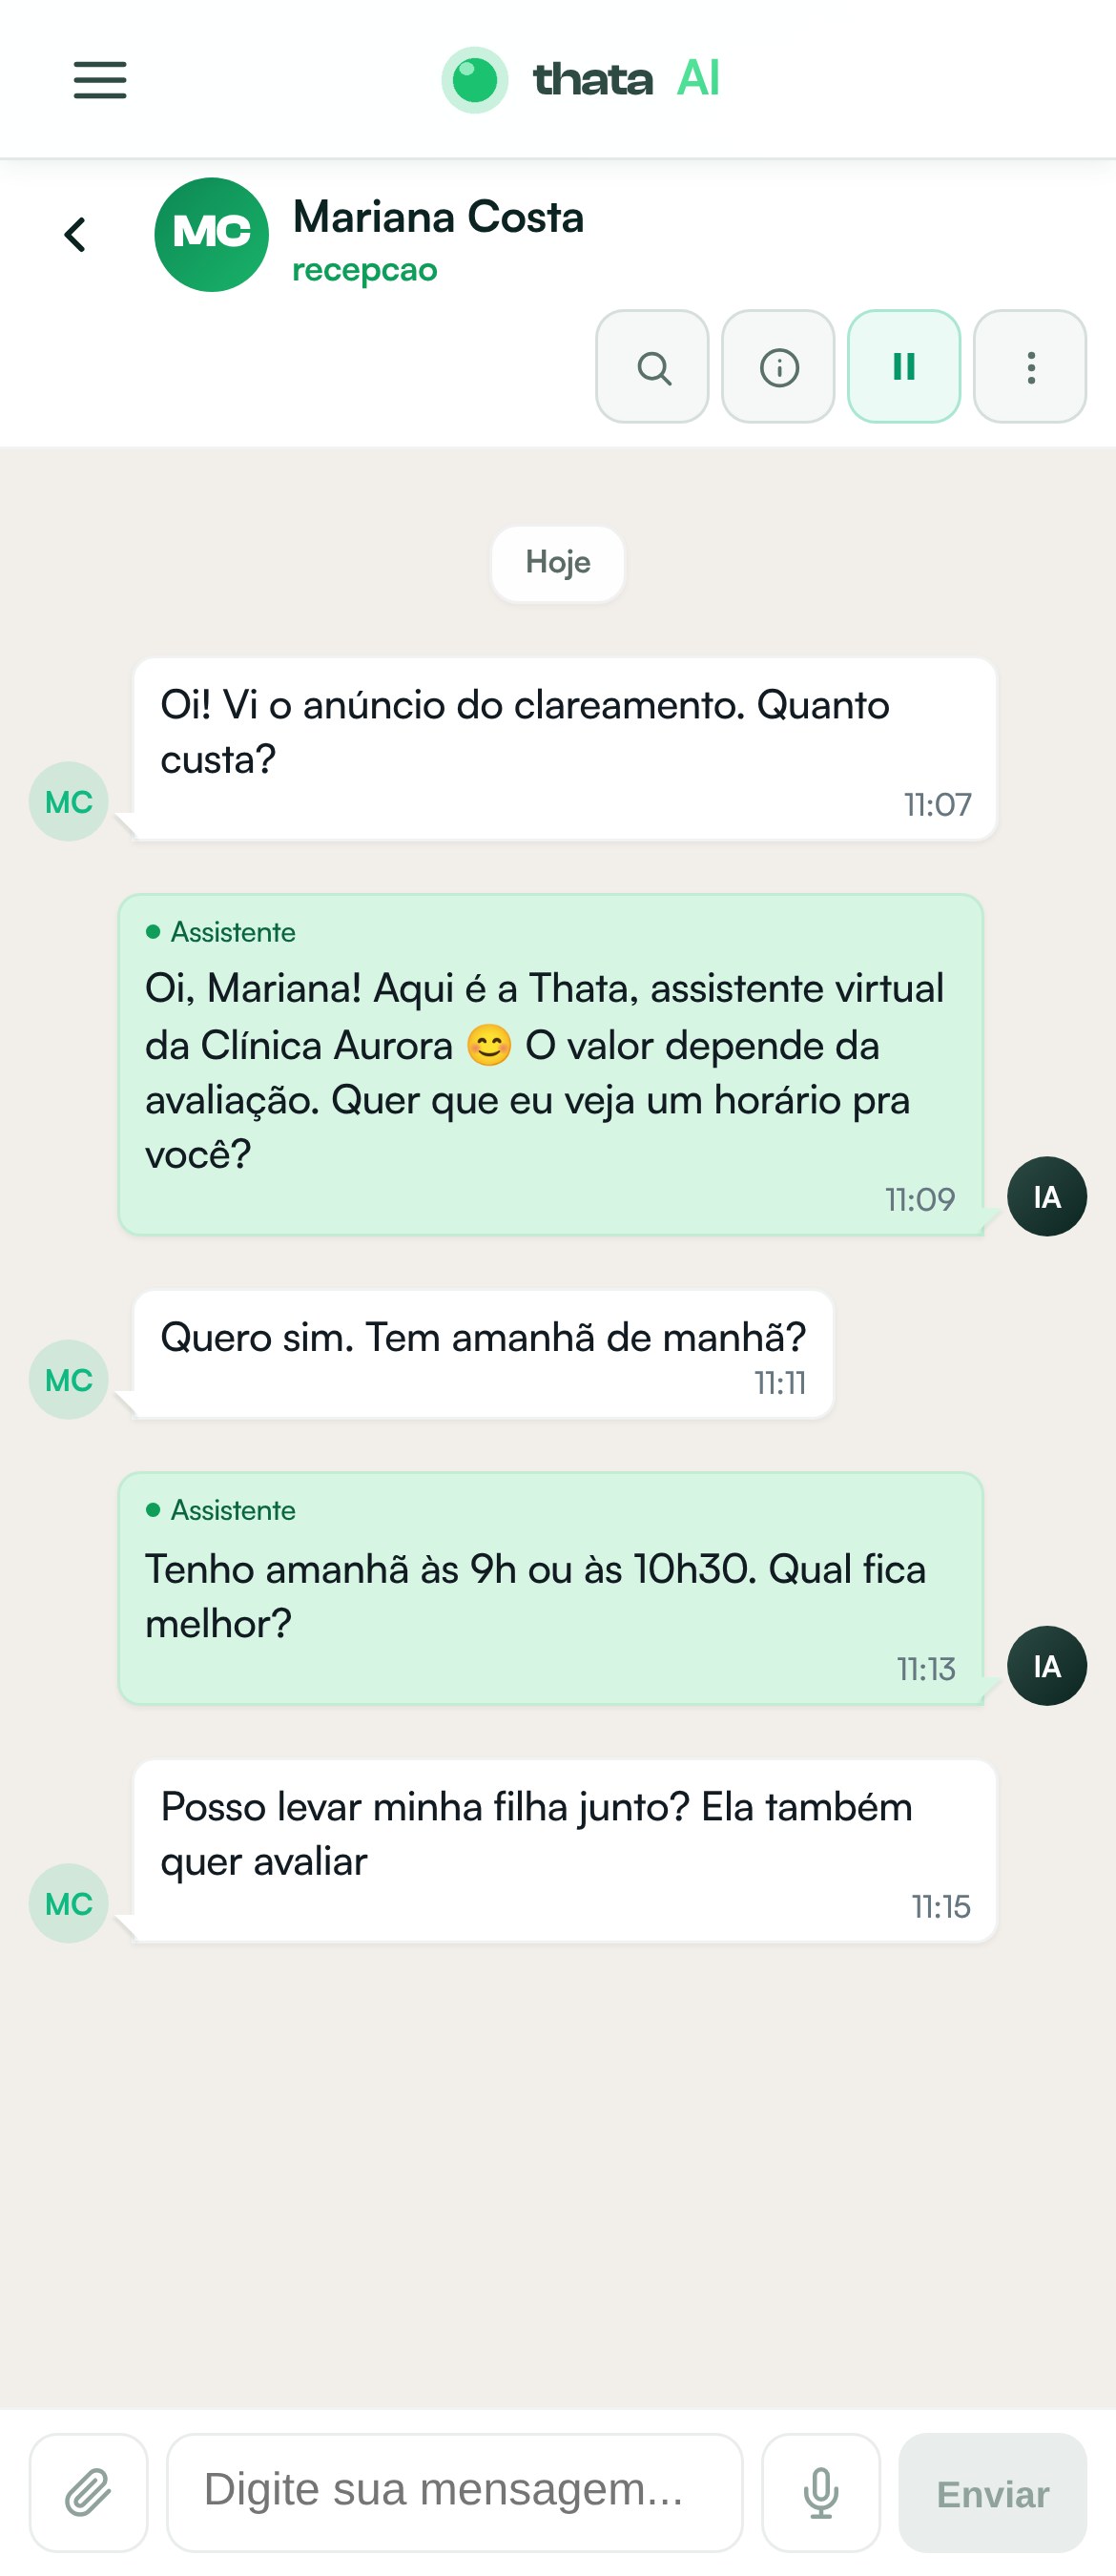 thata AI
MC
Mariana Costa
recepcao
Hoje
Oi! Vi o anúncio do clareamento. Quanto
custa?
11:07
MC
Assistente
Oi, Mariana! Aqui é a Thata, assistente virtual
da Clínica Aurora 😊 O valor depende da
avaliação. Quer que eu veja um horário pra
você?
11:09
IA
Quero sim. Tem amanhã de manhã?
11:11
MC
Assistente
Tenho amanhã às 9h ou às 10h30. Qual fica
melhor?
11:13
IA
Posso levar minha filha junto? Ela também
quer avaliar
11:15
MC
Digite sua mensagem...
Enviar